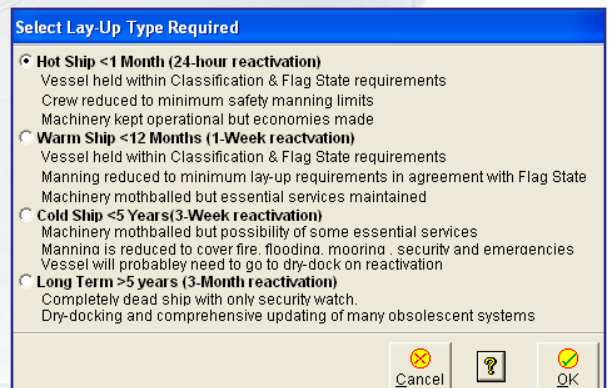 Select Lay-Up Type Required
Hot Ship <1 Month (24-hour reactivation)
Vessel held within Classification & Flag State requirements
Crew reduced to minimum safety manning limits
Machinery kept operational but economies made
Warm Ship <12 Months (1-Week reactvation)
Vessel held within Classification & Flag State requirements
Manning reduced to minimum lay-up requirements in agreement with Flag State
Machinery mothballed but essential services maintained
Cold Ship <5 Years(3-Week reactivation)
Machinery mothballed but possibility of some essential services
Manning is reduced to cover fire, flooding, mooring , security and emergencies
Vessel will probabley need to go to dry-dock on reactivation
Long Term >5 years (3-Month reactivation)
Completely dead ship with only security watch.
Dry-docking and comprehensive updating of many obsolescent systems
Cancel ? OK